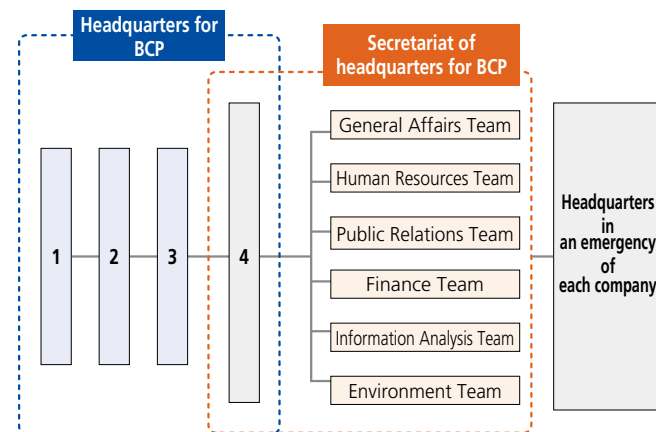 Headquarters for
BCP
Secretariat of
headquarters for BCP
1
2
3
4
General Affairs Team
Human Resources Team
Public Relations Team
Finance Team
Information Analysis Team
Environment Team
Headquarters
in
an emergency
of
each company